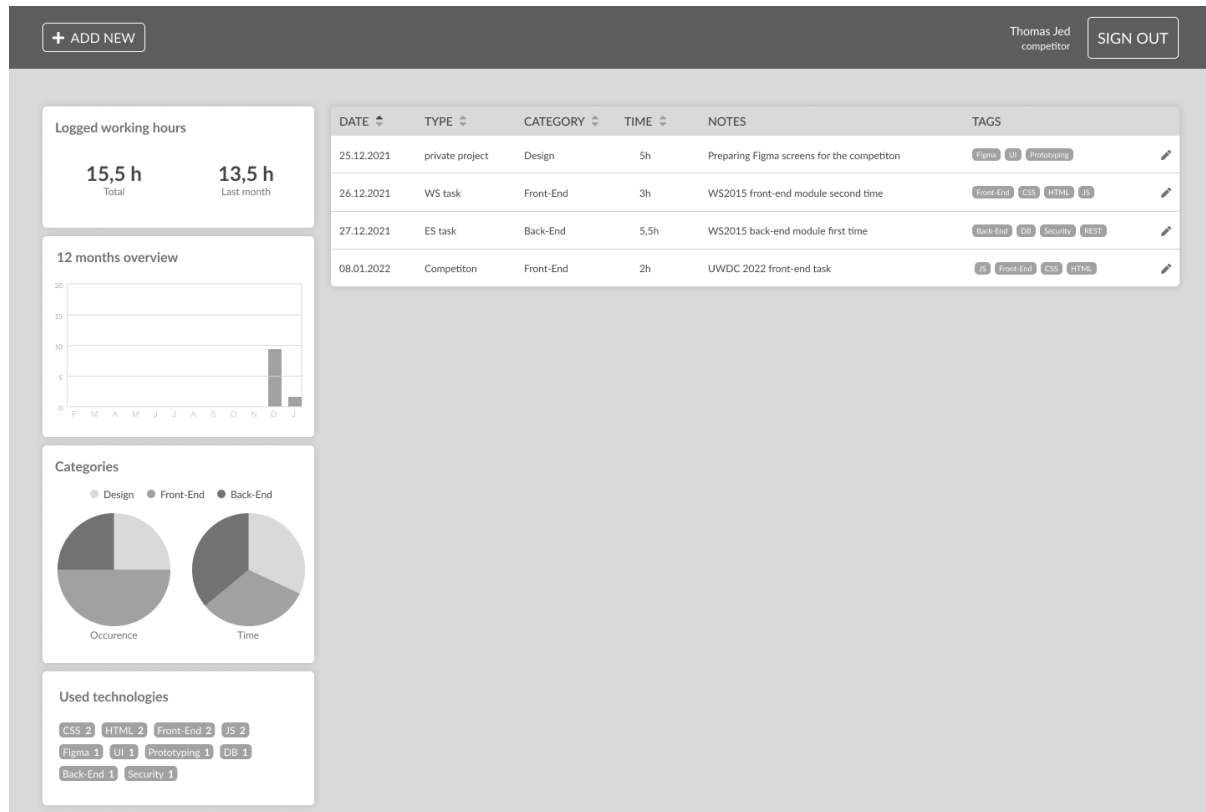 + ADD NEW
Thomas Jed
competitor
SIGN OUT
Logged working hours
15,5 h
Total
13,5 h
Last month
12 months overview
20
15
10
5
0
F M A M J J A S O N D J
Categories
Design Front-End Back-End
Occurence
Time
Used technologies
CSS 2 HTML 2 Front-End 2 JS 2
Figma 1 UI 1 Prototyping 1 DB 1
Back-End 1 Security 1
DATE TYPE CATEGORY TIME NOTES TAGS
25.12.2021 private project Design 5h Preparing Figma screens for the competiton Figma UI Prototyping
26.12.2021 WS task Front-End 3h WS2015 front-end module second time Front-End CSS HTML JS
27.12.2021 ES task Back-End 5,5h WS2015 back-end module first time Back-End DB Security REST
08.01.2022 Competiton Front-End 2h UWDC 2022 front-end task JS Front-End CSS HTML